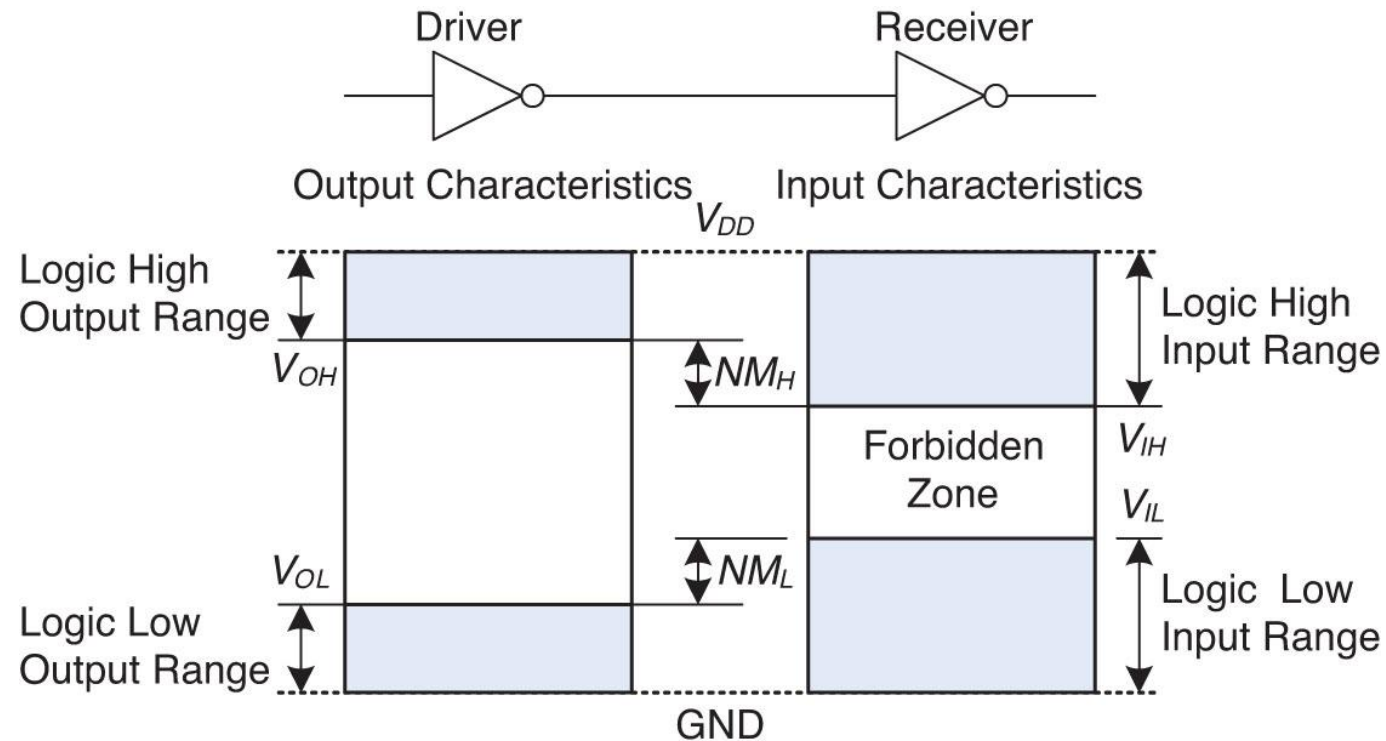 Driver
Receiver
Output Characteristics
Input Characteristics
V_DD
Logic High
Output Range
V_OH
NM_H
Logic High
Input Range
Forbidden
Zone
V_IH
V_IL
V_OL
NM_L
Logic Low
Output Range
Logic Low
Input Range
GND